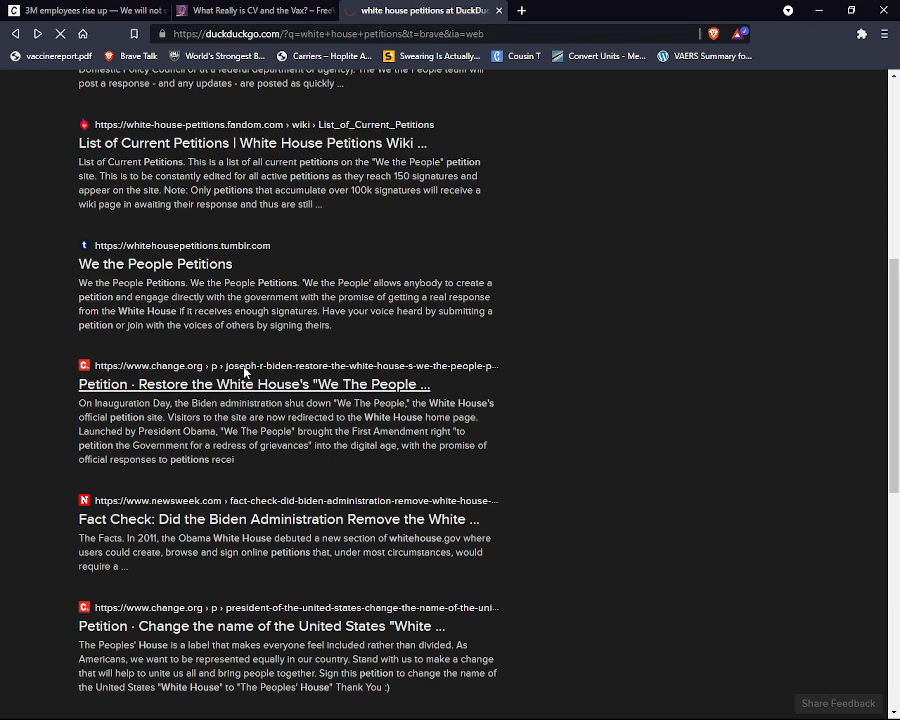 3M employees rise up — We will not
What Really is CV and the Vax? – Free
white house petitions at DuckDu
https://duckduckgo.com/?q=white+house+petitions&t=brave&ia=web
vaccinereport.pdf
Brave Talk
World's Strongest B...
Carriers – Hoplite A...
Swearing Is Actually...
Cousin T
Convert Units - Me...
VAERS Summary fo...
Domestic Policy Council or at a federal department or agency). The We the People team will
post a response - and any updates - are posted as quickly ...
https://white-house-petitions.fandom.com › wiki › List_of_Current_Petitions
List of Current Petitions | White House Petitions Wiki ...
List of Current Petitions. This is a list of all current petitions on the "We the People" petition
site. This is to be constantly edited for all active petitions as they reach 150 signatures and
appear on the site. Note: Only petitions that accumulate over 100k signatures will receive a
wiki page in awaiting their response and thus are still ...
https://whitehousepetitions.tumblr.com
We the People Petitions
We the People Petitions. We the People Petitions. 'We the People' allows anybody to create a
petition and engage directly with the government with the promise of getting a real response
from the White House if it receives enough signatures. Have your voice heard by submitting a
petition or join with the voices of others by signing theirs.
https://www.change.org › p › joseph-r-biden-restore-the-white-house-s-we-the-people-p...
Petition · Restore the White House's "We The People ...
On Inauguration Day, the Biden administration shut down "We The People," the White House's
official petition site. Visitors to the site are now redirected to the White House home page.
Launched by President Obama, "We The People" brought the First Amendment right "to
petition the Government for a redress of grievances" into the digital age, with the promise of
official responses to petitions recei
https://www.newsweek.com › fact-check-did-biden-administration-remove-white-house-...
Fact Check: Did the Biden Administration Remove the White ...
The Facts. In 2011, the Obama White House debuted a new section of whitehouse.gov where
users could create, browse and sign online petitions that, under most circumstances, would
require a ...
https://www.change.org › p › president-of-the-united-states-change-the-name-of-the-uni...
Petition · Change the name of the United States "White ...
The Peoples' House is a label that makes everyone feel included rather than divided. As
Americans, we want to be represented equally in our country. Stand with us to make a change
that will help to unite us all and bring people together. Sign this petition to change the name of
the United States "White House" to "The Peoples' House" Thank You :)
Share Feedback